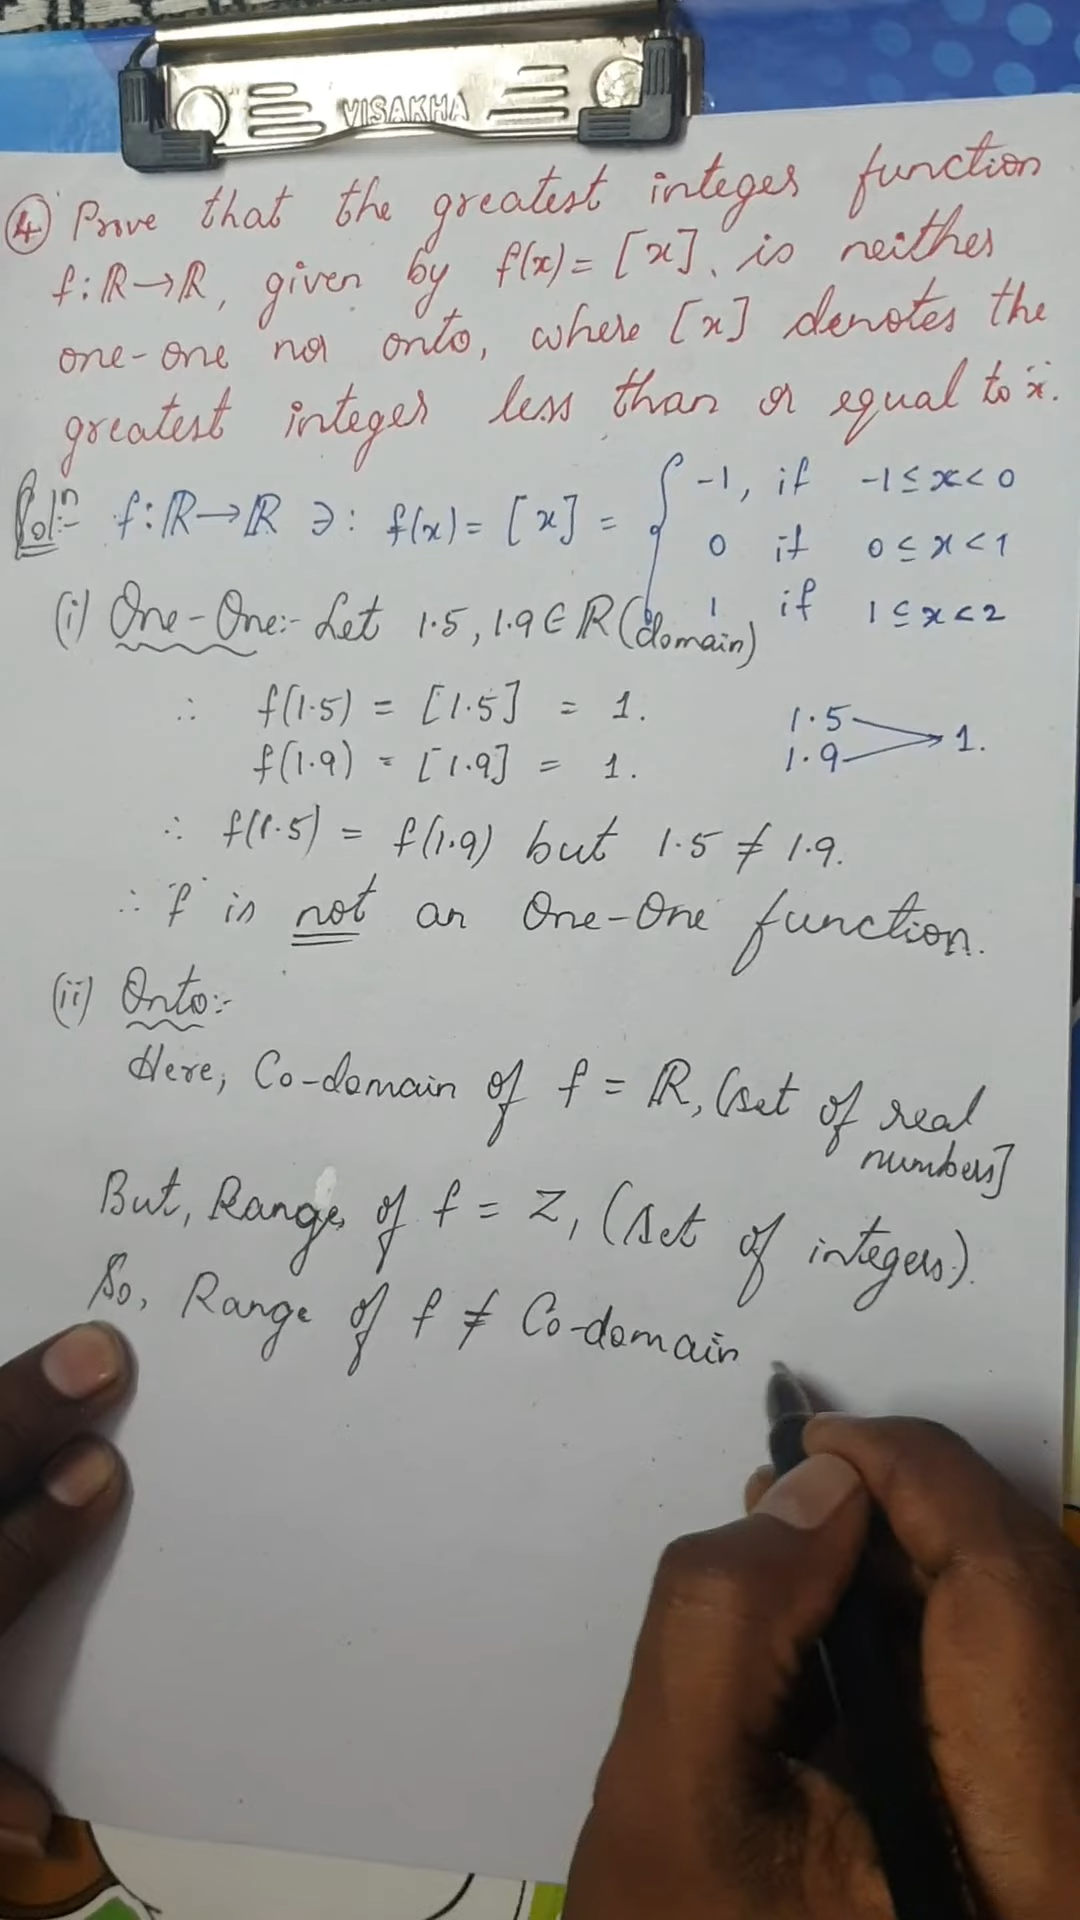 VISAKHA
④ Prove that the greatest integer function
f:ℝ→ℝ, given by f(x)=[x], is neither
one-one nor onto, where [x] denotes the
greatest integer less than or equal to 'x'.
Solⁿ:- f:ℝ→ℝ ∋: f(x)=[x]= { -1, if -1≤x<0
0 if 0≤x<1
1 if 1≤x<2
(i) One-One:- Let 1.5, 1.9∈ℝ(domain)
∴ f(1.5) = [1.5] = 1.
f(1.9) = [1.9] = 1.
1.5
1.9 → 1.
∴ f(1.5) = f(1.9) but 1.5 ≠ 1.9.
∴ 'f' is not an One-One function.
(ii) Onto:-
Here, Co-domain of f = ℝ, (set of real
numbers]
But, Range of f = Z, (set of integers).
So, Range of f ≠ Co-domain